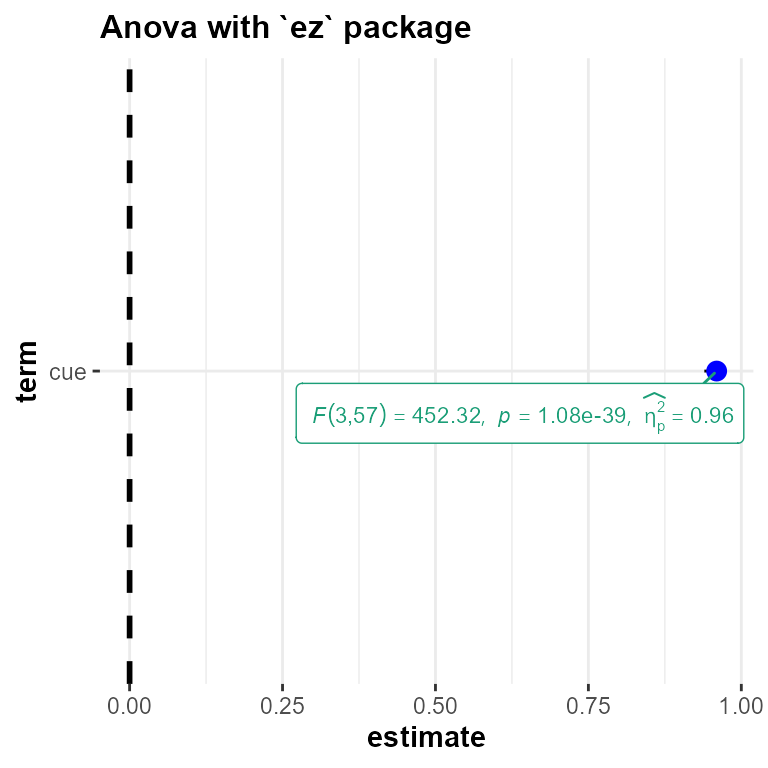 Anova with `ez` package
term
cue
F(3,57) = 452.32, p = 1.08e-39, η̂²ₚ = 0.96
0.00 0.25 0.50 0.75 1.00
estimate